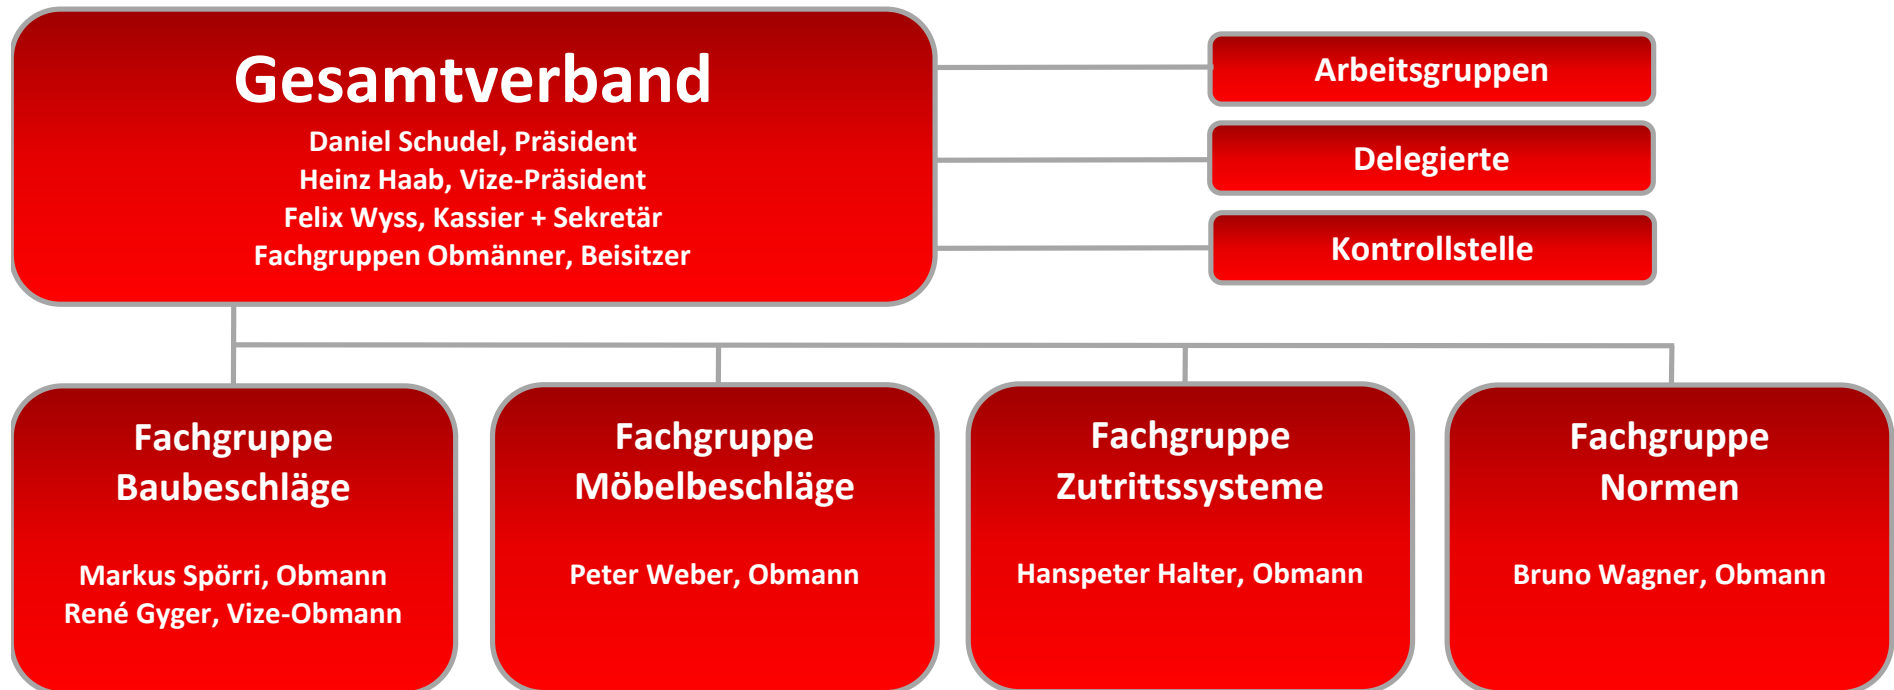 Gesamtverband
Daniel Schudel, Präsident
Heinz Haab, Vize-Präsident
Felix Wyss, Kassier + Sekretär
Fachgruppen Obmänner, Beisitzer
Arbeitsgruppen
Delegierte
Kontrollstelle
Fachgruppe
Baubeschläge
Markus Spörri, Obmann
René Gyger, Vize-Obmann
Fachgruppe
Möbelbeschläge
Peter Weber, Obmann
Fachgruppe
Zutrittssysteme
Hanspeter Halter, Obmann
Fachgruppe
Normen
Bruno Wagner, Obmann